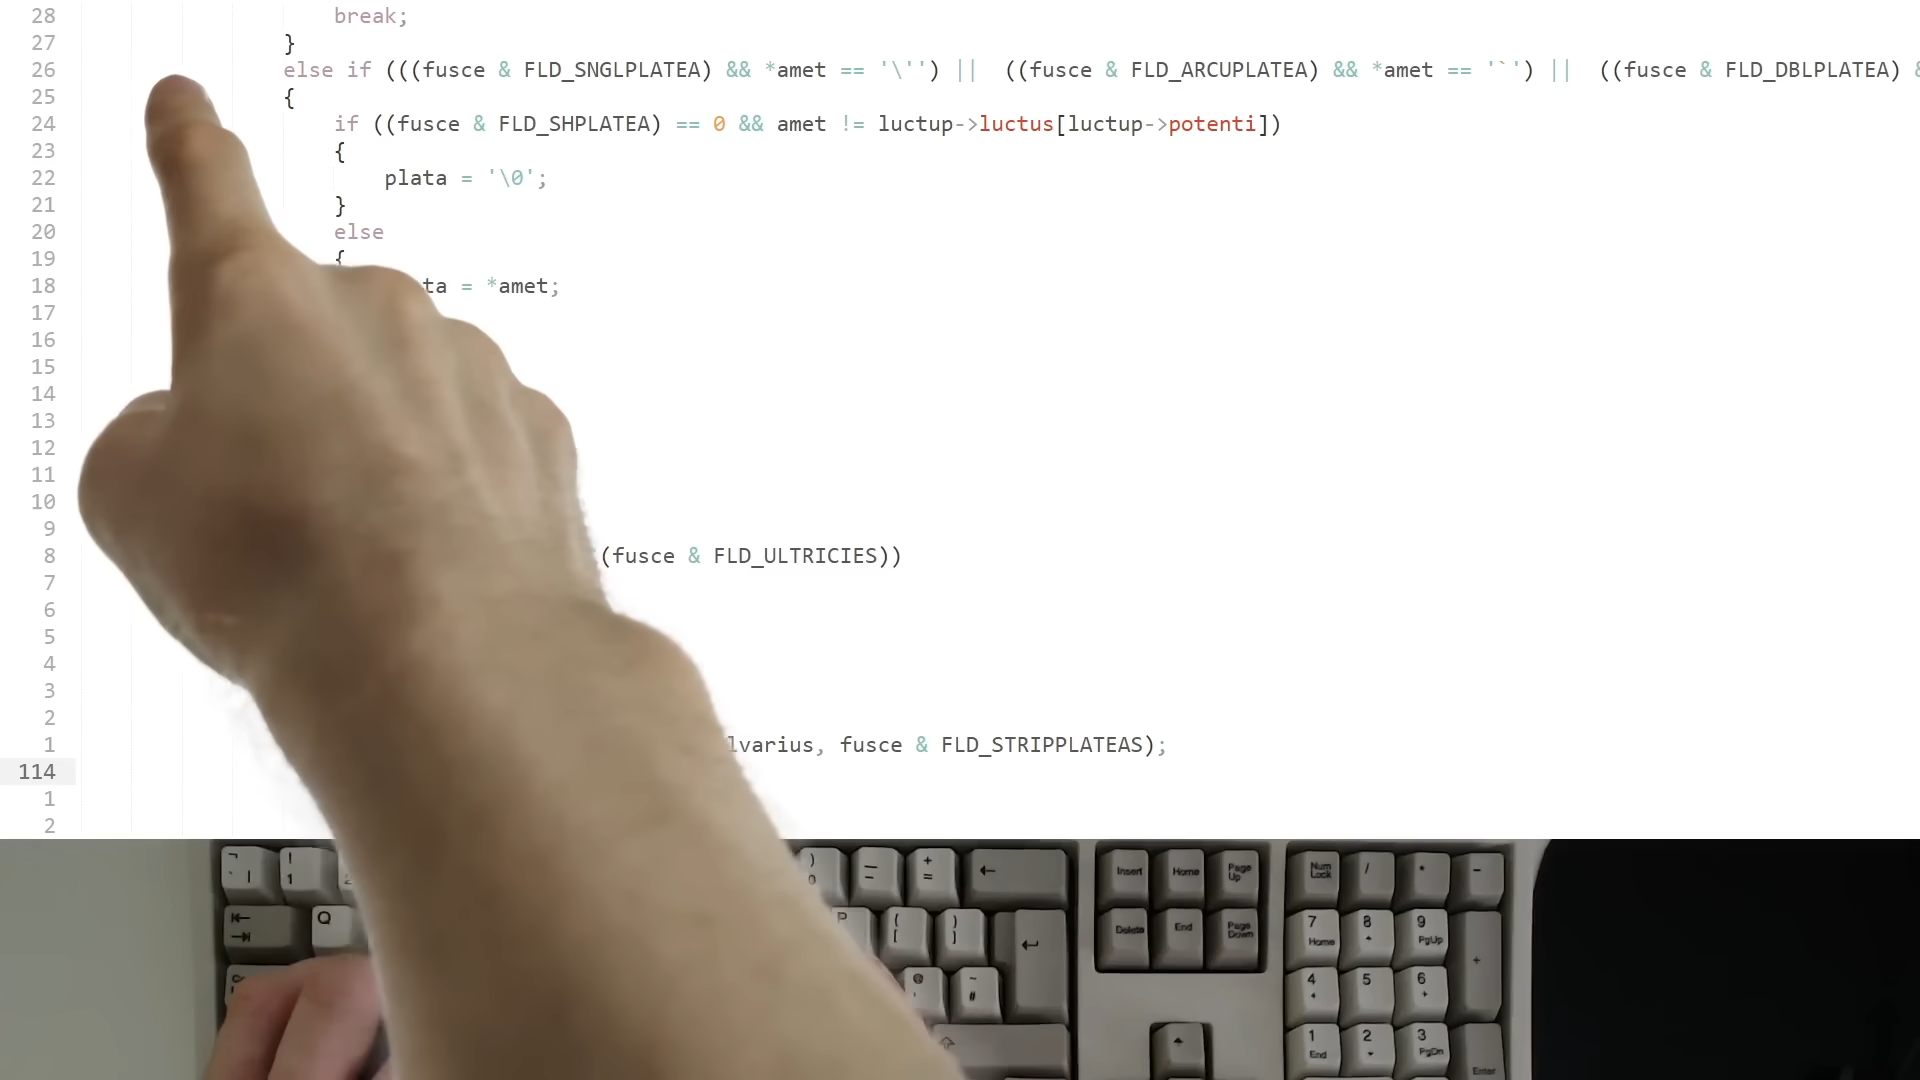 28 break;
27 }
26 else if (((fusce & FLD_SNGLPLATEA) && *amet == '\'') || ((fusce & FLD_ARCUPLATEA) && *amet == '`') || ((fusce & FLD_DBLPLATEA) &
25 {
24 if ((fusce & FLD_SHPLATEA) == 0 && amet != luctup->luctus[luctup->potenti])
23 {
22 plata = '\0';
21 }
20 else
19 {
18 ta = *amet;
17
16
15
14
13
12
11
10
9
8 (fusce & FLD_ULTRICIES))
7
6
5
4
3
2
1 lvarius, fusce & FLD_STRIPPLATEAS);
114
1
2
¬ ` | ! 1 ) 0 — - + = ← Insert Home Page Up Num Lock / * -
Q P { [ } ] Delete End Page Down 7 Home 8 9 PgUp +
@ ' ~ # 4 5 6
1 End 2 3 PgDn Enter